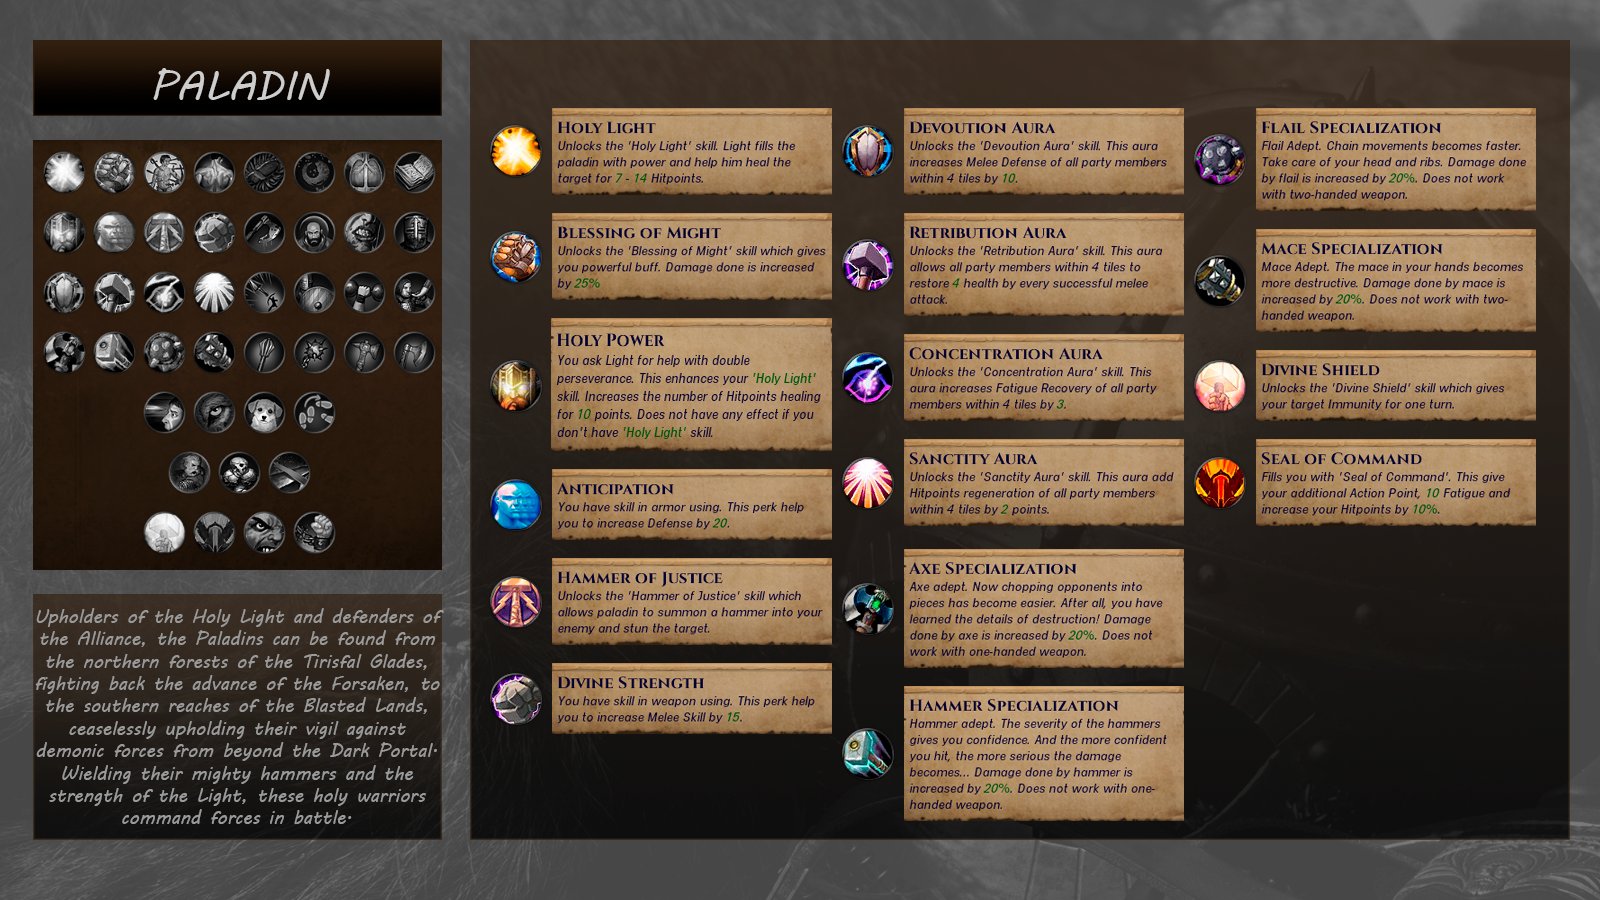 PALADIN
Upholders of the Holy Light and defenders of
the Alliance, the Paladins can be found from
the northern forests of the Tirisfal Glades,
fighting back the advance of the Forsaken, to
the southern reaches of the Blasted Lands,
ceaselessly upholding their vigil against
demonic forces from beyond the Dark Portal.
Wielding their mighty hammers and the
strength of the Light, these holy warriors
command forces in battle.
Holy Light
Unlocks the 'Holy Light' skill. Light fills the
paladin with power and help him heal the
target for 7 - 14 Hitpoints.
Blessing of Might
Unlocks the 'Blessing of Might' skill which gives
you powerful buff. Damage done is increased
by 25%
Holy Power
You ask Light for help with double
perseverance. This enhances your 'Holy Light'
skill. Increases the number of Hitpoints healing
for 10 points. Does not have any effect if you
don't have 'Holy Light' skill.
Anticipation
You have skill in armor using. This perk help
you to increase Defense by 20.
Hammer of Justice
Unlocks the 'Hammer of Justice' skill which
allows paladin to summon a hammer into your
enemy and stun the target.
Divine Strength
You have skill in weapon using. This perk help
you to increase Melee Skill by 15.
Devoution Aura
Unlocks the 'Devoution Aura' skill. This aura
increases Melee Defense of all party members
within 4 tiles by 10.
Retribution Aura
Unlocks the 'Retribution Aura' skill. This aura
allows all party members within 4 tiles to
restore 4 health by every successful melee
attack.
Concentration Aura
Unlocks the 'Concentration Aura' skill. This
aura increases Fatigue Recovery of all party
members within 4 tiles by 3.
Sanctity Aura
Unlocks the 'Sanctity Aura' skill. This aura add
Hitpoints regeneration of all party members
within 4 tiles by 2 points.
Axe Specialization
Axe adept. Now chopping opponents into
pieces has become easier. After all, you have
learned the details of destruction! Damage
done by axe is increased by 20%. Does not
work with one-handed weapon.
Hammer Specialization
Hammer adept. The severity of the hammers
gives you confidence. And the more confident
you hit, the more serious the damage
becomes... Damage done by hammer is
increased by 20%. Does not work with one-
handed weapon.
Flail Specialization
Flail Adept. Chain movements becomes faster.
Take care of your head and ribs. Damage done
by flail is increased by 20%. Does not work
with two-handed weapon.
Mace Specialization
Mace Adept. The mace in your hands becomes
more destructive. Damage done by mace is
increased by 20%. Does not work with two-
handed weapon.
Divine Shield
Unlocks the 'Divine Shield' skill which gives
your target Immunity for one turn.
Seal of Command
Fills you with 'Seal of Command'. This give
your additional Action Point, 10 Fatigue and
increase your Hitpoints by 10%.